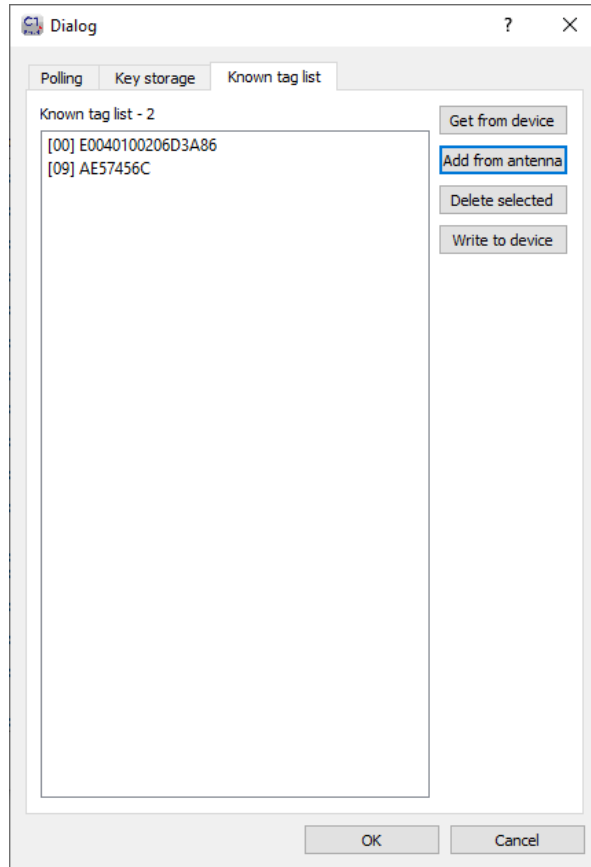 C1
Dialog
?
Polling
Key storage
Known tag list
Known tag list - 2
[00] E0040100206D3A86
[09] AE57456C
Get from device
Add from antenna
Delete selected
Write to device
OK
Cancel